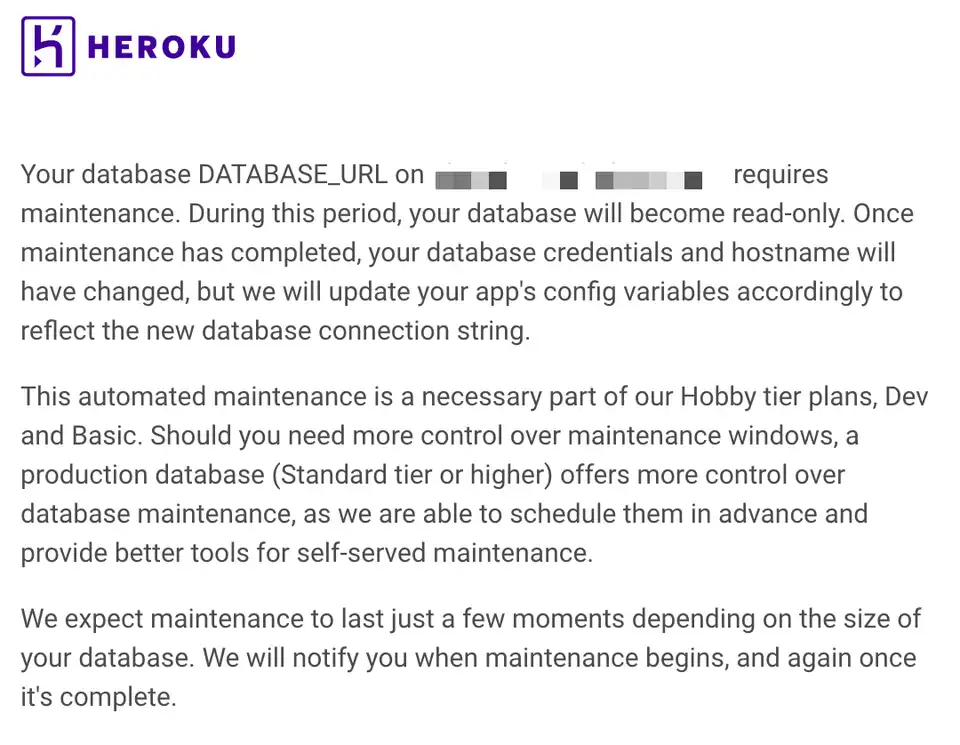 HEROKU
Your database DATABASE_URL on requires
maintenance. During this period, your database will become read-only. Once
maintenance has completed, your database credentials and hostname will
have changed, but we will update your app's config variables accordingly to
reflect the new database connection string.
This automated maintenance is a necessary part of our Hobby tier plans, Dev
and Basic. Should you need more control over maintenance windows, a
production database (Standard tier or higher) offers more control over
database maintenance, as we are able to schedule them in advance and
provide better tools for self-served maintenance.
We expect maintenance to last just a few moments depending on the size of
your database. We will notify you when maintenance begins, and again once
it's complete.